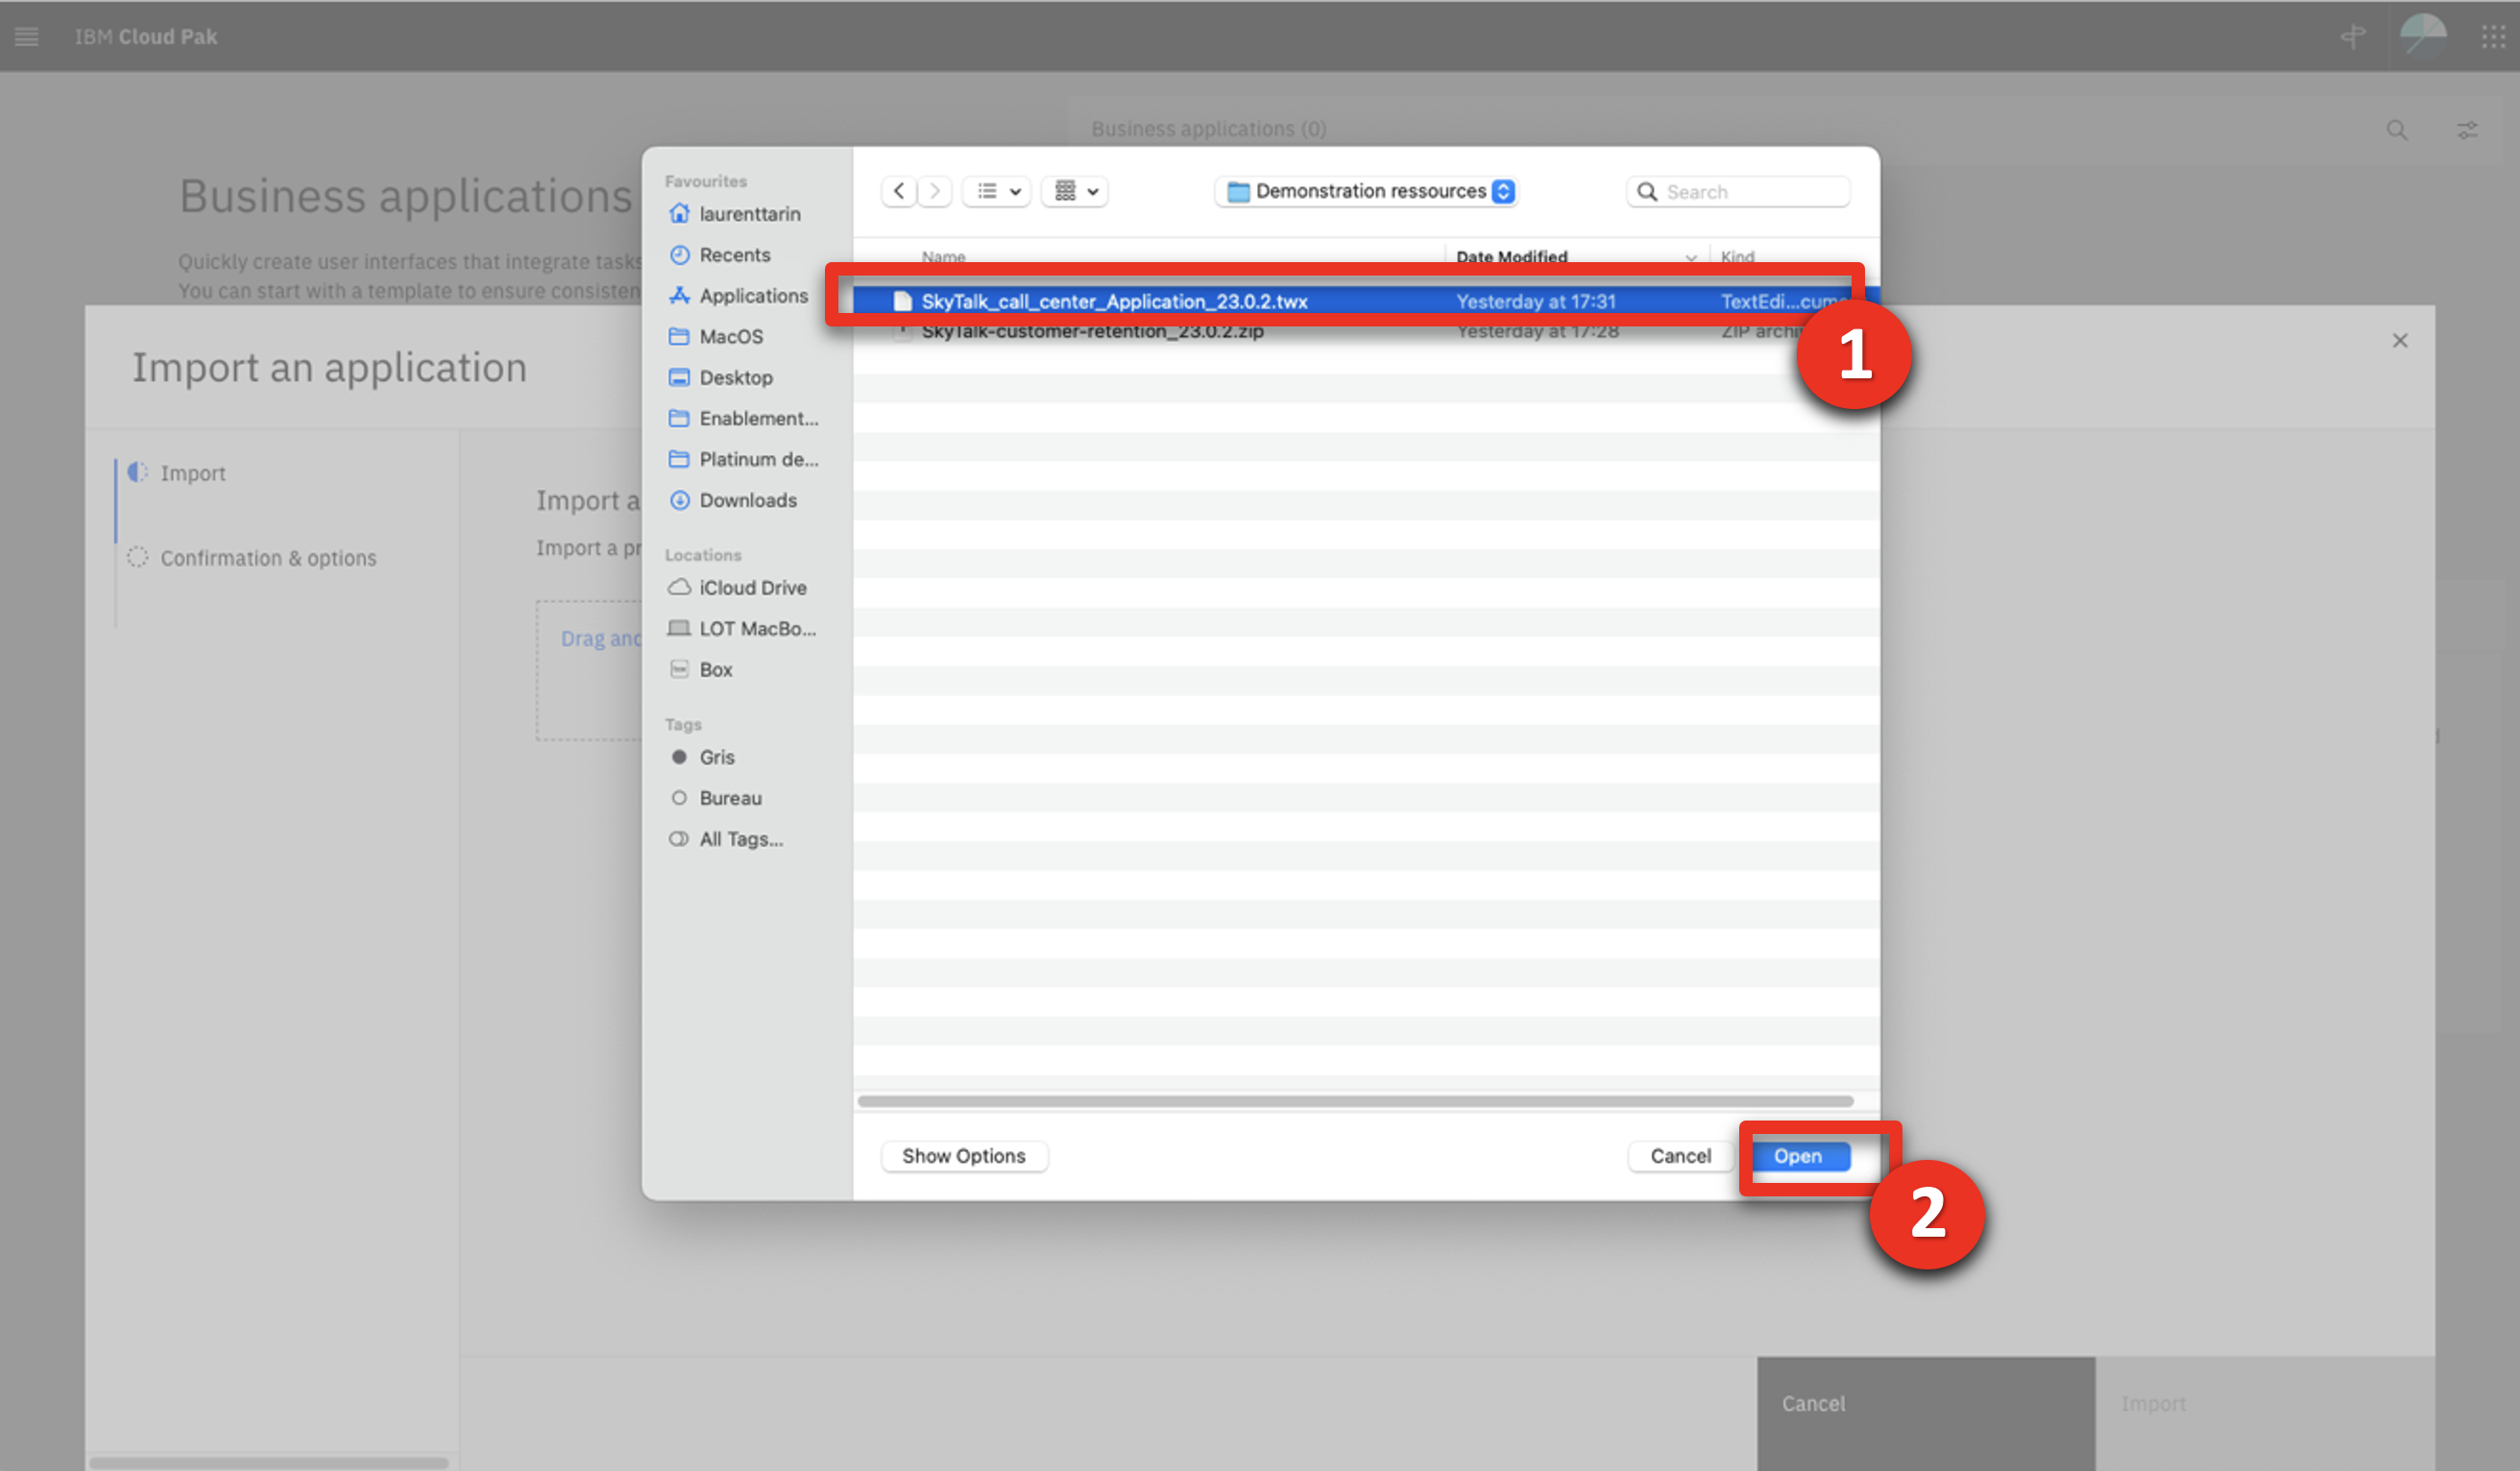 IBM Cloud Pak
Business applications (0)
Business applications
Quickly create user interfaces that integrate tasks
You can start with a template to ensure consisten
Import an application
Import
Confirmation & options
Import a
Import a pr
Drag and
Favourites
laurenttarin
Recents
Applications
MacOS
Desktop
Enablement...
Platinum de...
Downloads
Locations
iCloud Drive
LOT MacBo...
Box
Tags
Gris
Bureau
All Tags...
Demonstration ressources
Search
Name Date Modified Kind
SkyTalk_call_center_Application_23.0.2.twx Yesterday at 17:31 TextEdi...cume
SkyTalk-customer-retention_23.0.2.zip Yesterday at 17:28 ZIP archi
1
Show Options Cancel Open
2
Cancel Import